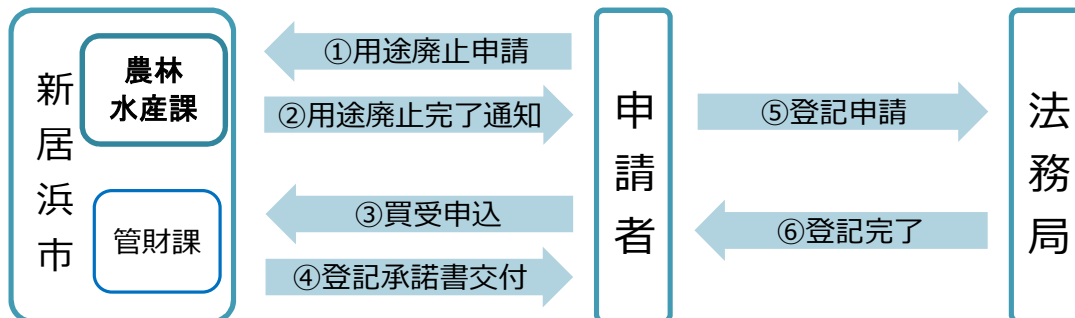 新居浜市
農林
水産課
管財課
①用途廃止申請
②用途廃止完了通知
③買受申込
④登記承諾書交付
申請者
⑤登記申請
⑥登記完了
法務局